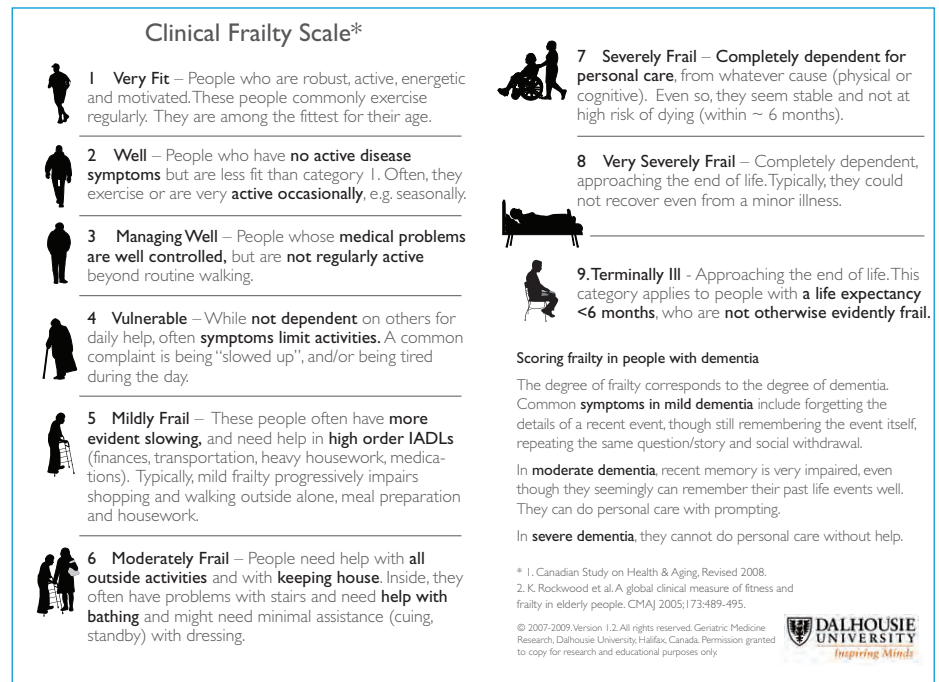 Clinical Frailty Scale*
1 Very Fit – People who are robust, active, energetic
and motivated. These people commonly exercise
regularly. They are among the fittest for their age.
2 Well – People who have no active disease
symptoms but are less fit than category 1. Often, they
exercise or are very active occasionally, e.g. seasonally.
3 Managing Well – People whose medical problems
are well controlled, but are not regularly active
beyond routine walking.
4 Vulnerable – While not dependent on others for
daily help, often symptoms limit activities. A common
complaint is being “slowed up”, and/or being tired
during the day.
5 Mildly Frail – These people often have more
evident slowing, and need help in high order IADLs
(finances, transportation, heavy housework, medica-
tions). Typically, mild frailty progressively impairs
shopping and walking outside alone, meal preparation
and housework.
6 Moderately Frail – People need help with all
outside activities and with keeping house. Inside, they
often have problems with stairs and need help with
bathing and might need minimal assistance (cuing,
standby) with dressing.
7 Severely Frail – Completely dependent for
personal care, from whatever cause (physical or
cognitive). Even so, they seem stable and not at
high risk of dying (within ~ 6 months).
8 Very Severely Frail – Completely dependent,
approaching the end of life. Typically, they could
not recover even from a minor illness.
9. Terminally Ill - Approaching the end of life. This
category applies to people with a life expectancy
<6 months, who are not otherwise evidently frail.
Scoring frailty in people with dementia
The degree of frailty corresponds to the degree of dementia.
Common symptoms in mild dementia include forgetting the
details of a recent event, though still remembering the event itself,
repeating the same question/story and social withdrawal.
In moderate dementia, recent memory is very impaired, even
though they seemingly can remember their past life events well.
They can do personal care with prompting.
In severe dementia, they cannot do personal care without help.
* 1. Canadian Study on Health & Aging, Revised 2008.
2. K. Rockwood et al. A global clinical measure of fitness and
frailty in elderly people. CMAJ 2005;173:489-495.
© 2007-2009. Version 1.2. All rights reserved. Geriatric Medicine
Research, Dalhousie University, Halifax, Canada. Permission granted
to copy for research and educational purposes only.
DALHOUSIE
UNIVERSITY
Inspiring Minds